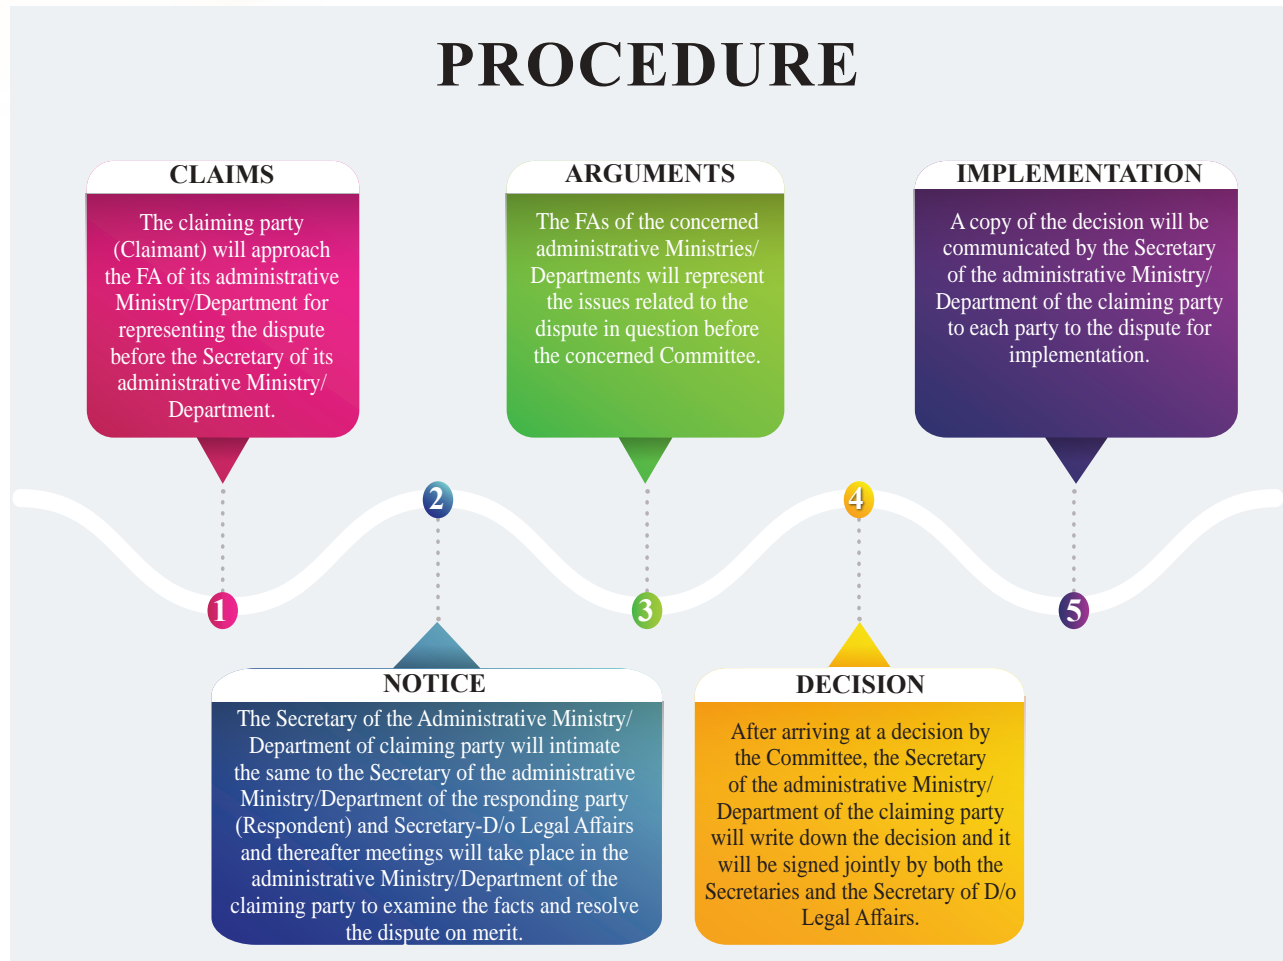 PROCEDURE
CLAIMS
The claiming party
(Claimant) will approach
the FA of its administrative
Ministry/Department for
representing the dispute
before the Secretary of its
administrative Ministry/
Department.
1
2
NOTICE
The Secretary of the Administrative Ministry/
Department of claiming party will intimate
the same to the Secretary of the administrative
Ministry/Department of the responding party
(Respondent) and Secretary-D/o Legal Affairs
and thereafter meetings will take place in the
administrative Ministry/Department of the
claiming party to examine the facts and resolve
the dispute on merit.
ARGUMENTS
The FAs of the concerned
administrative Ministries/
Departments will represent
the issues related to the
dispute in question before
the concerned Committee.
3
4
DECISION
After arriving at a decision by
the Committee, the Secretary
of the administrative Ministry/
Department of the claiming party
will write down the decision and it
will be signed jointly by both the
Secretaries and the Secretary of D/o
Legal Affairs.
IMPLEMENTATION
A copy of the decision will be
communicated by the Secretary
of the administrative Ministry/
Department of the claiming party
to each party to the dispute for
implementation.
5